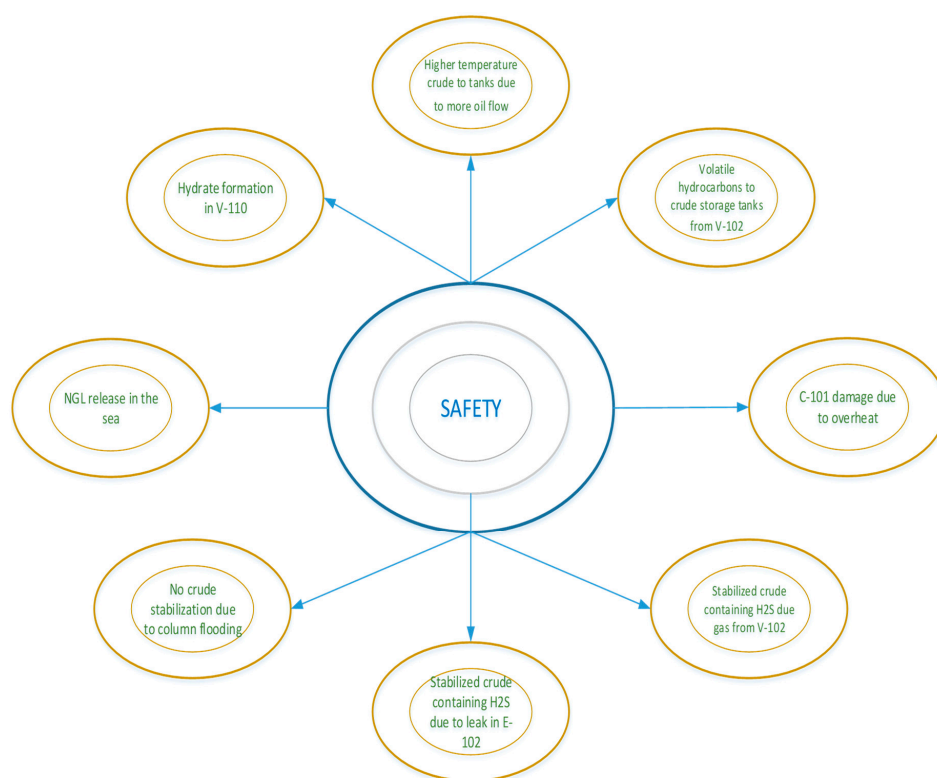 Higher temperature
crude to tanks due
to more oil flow
Hydrate formation
in V-110
Volatile
hydrocarbons to
crude storage tanks
from V-102
NGL release in the
sea
SAFETY
C-101 damage due
to overheat
No crude
stabilization due
to column flooding
Stabilized crude
containing H2S due
gas from V-102
Stabilized crude
containing H2S
due to leak in E-
102